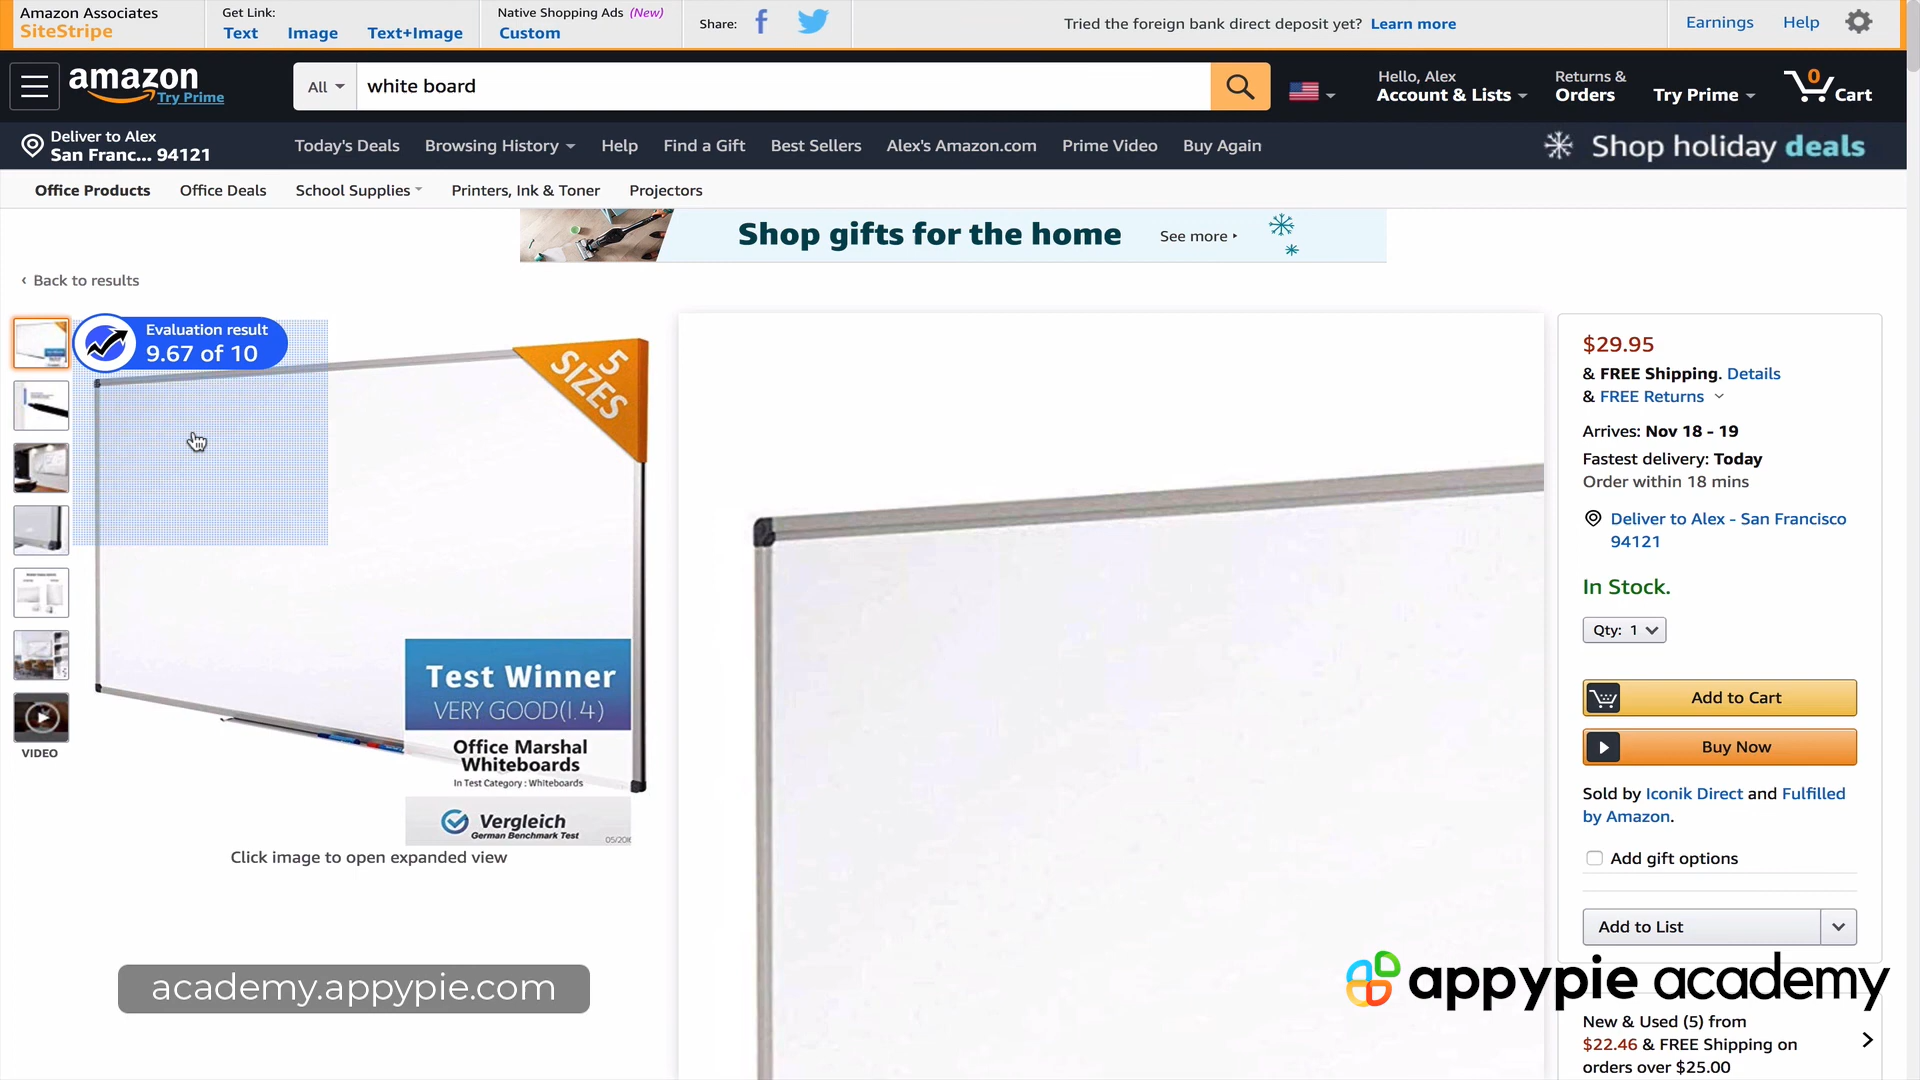 Amazon Associates
SiteStripe
Get Link:
Text Image Text+Image
Native Shopping Ads (New)
Custom
Share:
Tried the foreign bank direct deposit yet? Learn more
Earnings Help
amazon
Try Prime
All
white board
Hello, Alex
Account & Lists
Returns &
Orders
Try Prime
0
Cart
Deliver to Alex
San Franc... 94121
Today's Deals Browsing History Help Find a Gift Best Sellers Alex's Amazon.com Prime Video Buy Again
Shop holiday deals
Office Products Office Deals School Supplies Printers, Ink & Toner Projectors
Shop gifts for the home See more
‹ Back to results
Evaluation result
9.67 of 10
5
SIZES
Test Winner
VERY GOOD(1.4)
Office Marshal
Whiteboards
In Test Category : Whiteboards
Vergleich
German Benchmark Test
VIDEO
Click image to open expanded view
$29.95
& FREE Shipping. Details
& FREE Returns
Arrives: Nov 18 - 19
Fastest delivery: Today
Order within 18 mins
Deliver to Alex - San Francisco
94121
In Stock.
Qty: 1
Add to Cart
Buy Now
Sold by Iconik Direct and Fulfilled
by Amazon.
Add gift options
Add to List
academy.appypie.com
appypie academy
New & Used (5) from
$22.46 & FREE Shipping on
orders over $25.00